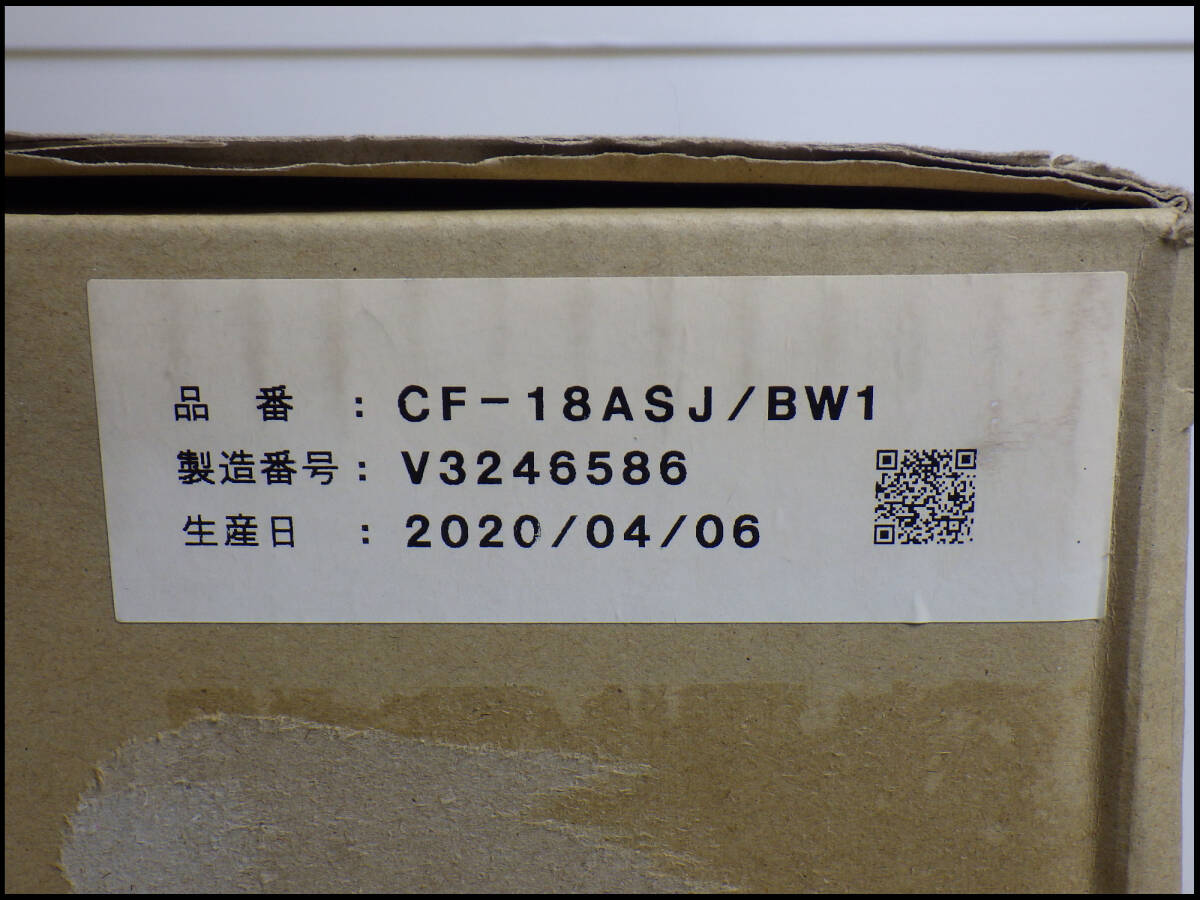 品 番 : CF-18ASJ/BW1
製造番号 : V3246586
生産日 : 2020/04/06